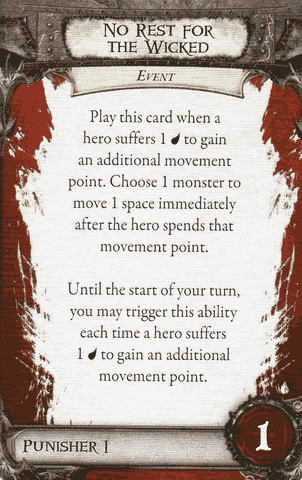 No Rest for
the Wicked
Event
Play this card when a
hero suffers 1 to gain
an additional movement
point. Choose 1 monster to
move 1 space immediately
after the hero spends that
movement point.
Until the start of your turn,
you may trigger this ability
each time a hero suffers
1 to gain an additional
movement point.
Punisher I
1